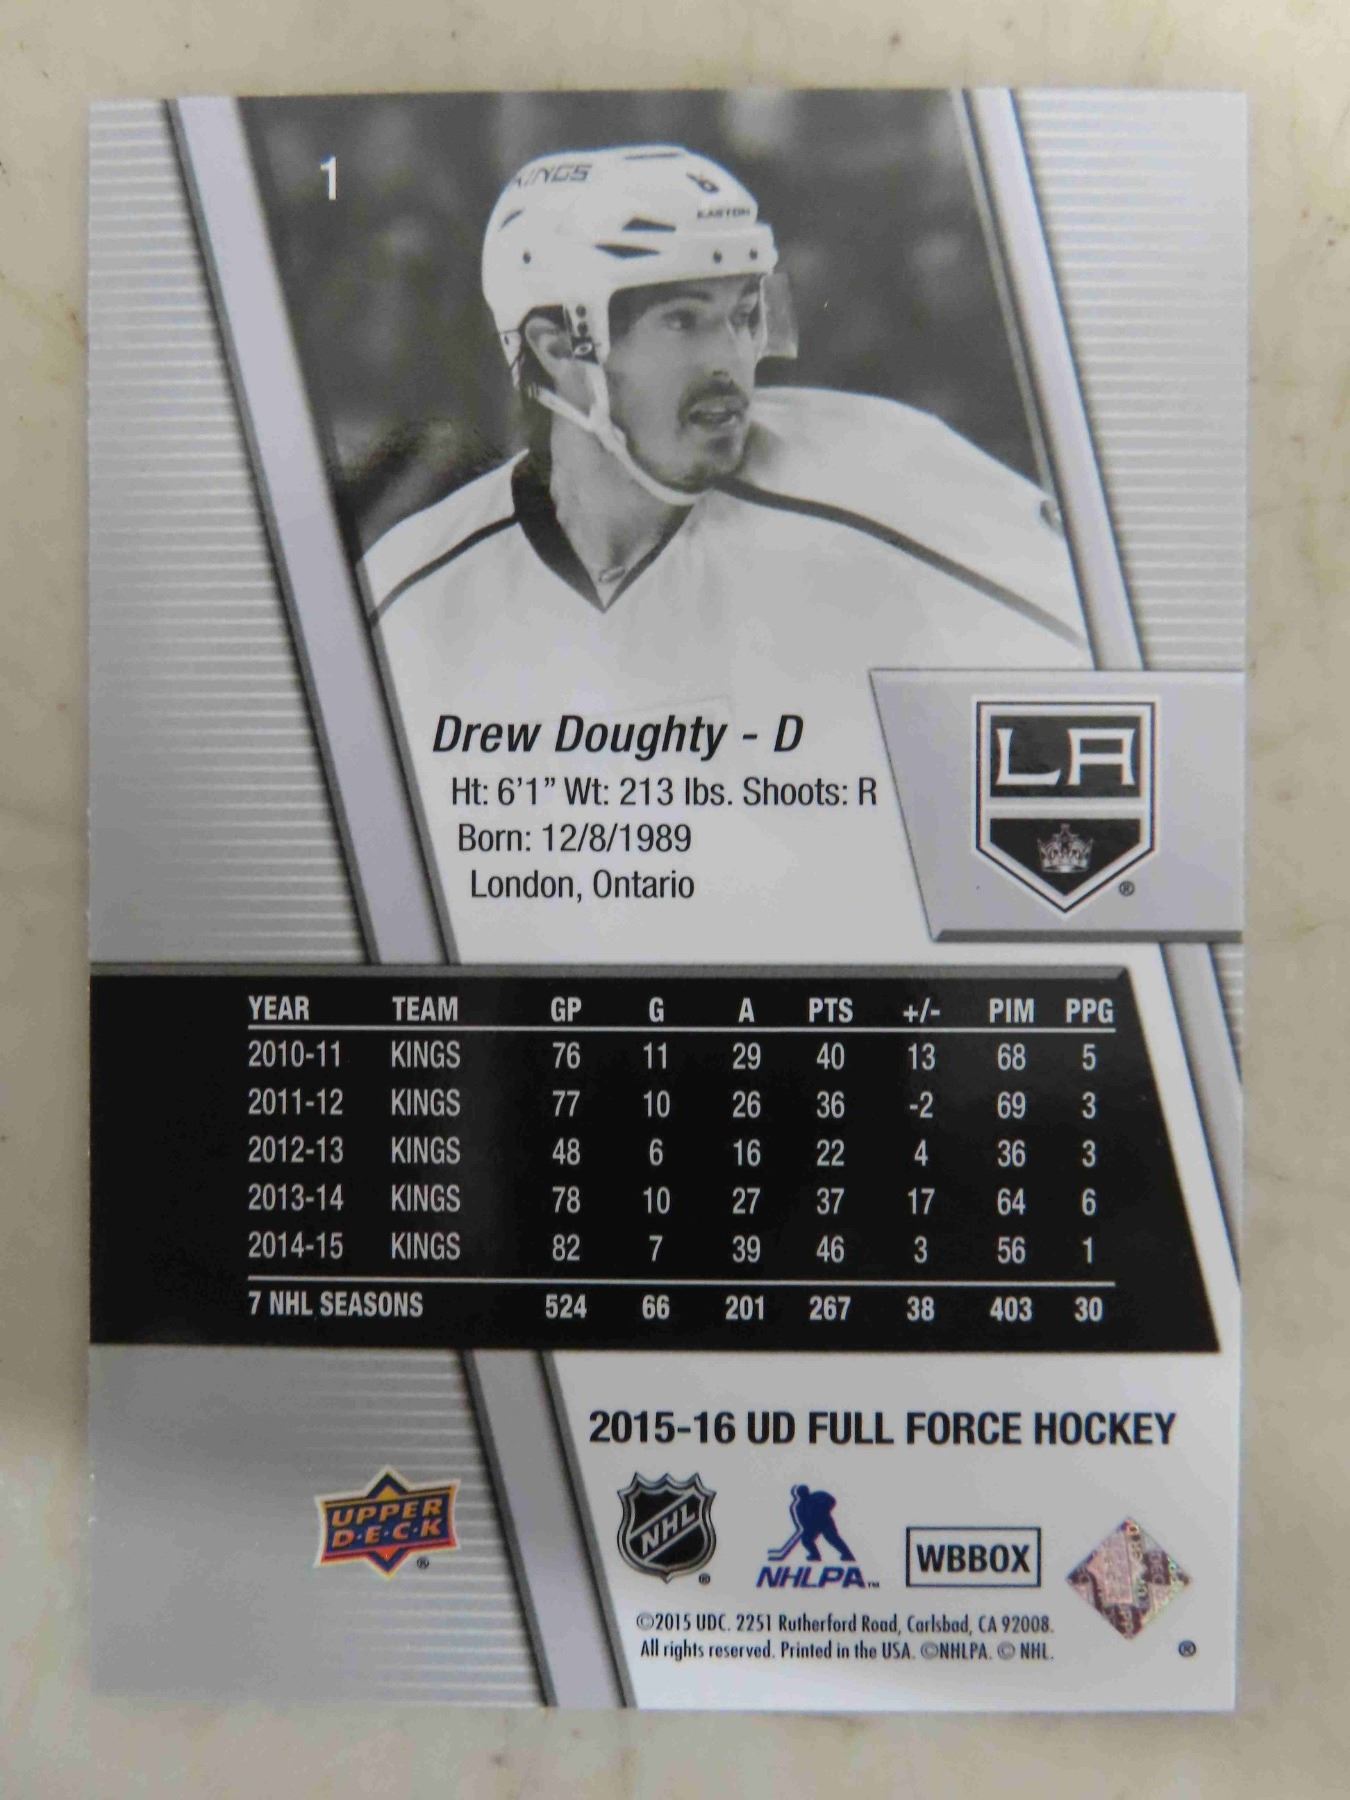 1
KINGS
6
EASTON
Drew Doughty - D
Ht: 6'1” Wt: 213 lbs. Shoots: R
Born: 12/8/1989
London, Ontario
LA
®
YEAR TEAM GP G A PTS +/- PIM PPG
2010-11 KINGS 76 11 29 40 13 68 5
2011-12 KINGS 77 10 26 36 -2 69 3
2012-13 KINGS 48 6 16 22 4 36 3
2013-14 KINGS 78 10 27 37 17 64 6
2014-15 KINGS 82 7 39 46 3 56 1
7 NHL SEASONS 524 66 201 267 38 403 30
2015-16 UD FULL FORCE HOCKEY
UPPER
D·E·C·K
®
NHL
®
NHLPA™
WBBOX
©2015 UDC. 2251 Rutherford Road, Carlsbad, CA 92008.
All rights reserved. Printed in the USA. ©NHLPA. © NHL.
®